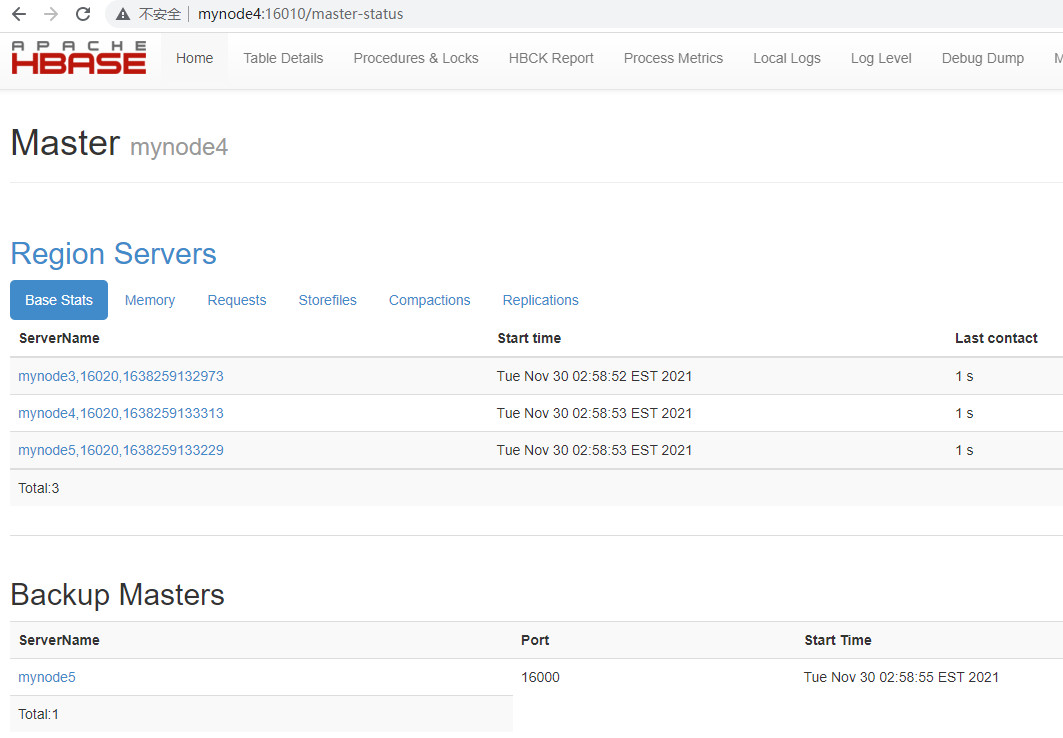 不安全 mynode4:16010/master-status
APACHE
HBASE
Home Table Details Procedures & Locks HBCK Report Process Metrics Local Logs Log Level Debug Dump M
Master mynode4
Region Servers
Base Stats Memory Requests Storefiles Compactions Replications
ServerName Start time Last contact
mynode3,16020,1638259132973 Tue Nov 30 02:58:52 EST 2021 1 s
mynode4,16020,1638259133313 Tue Nov 30 02:58:53 EST 2021 1 s
mynode5,16020,1638259133229 Tue Nov 30 02:58:53 EST 2021 1 s
Total:3
Backup Masters
ServerName Port Start Time
mynode5 16000 Tue Nov 30 02:58:55 EST 2021
Total:1